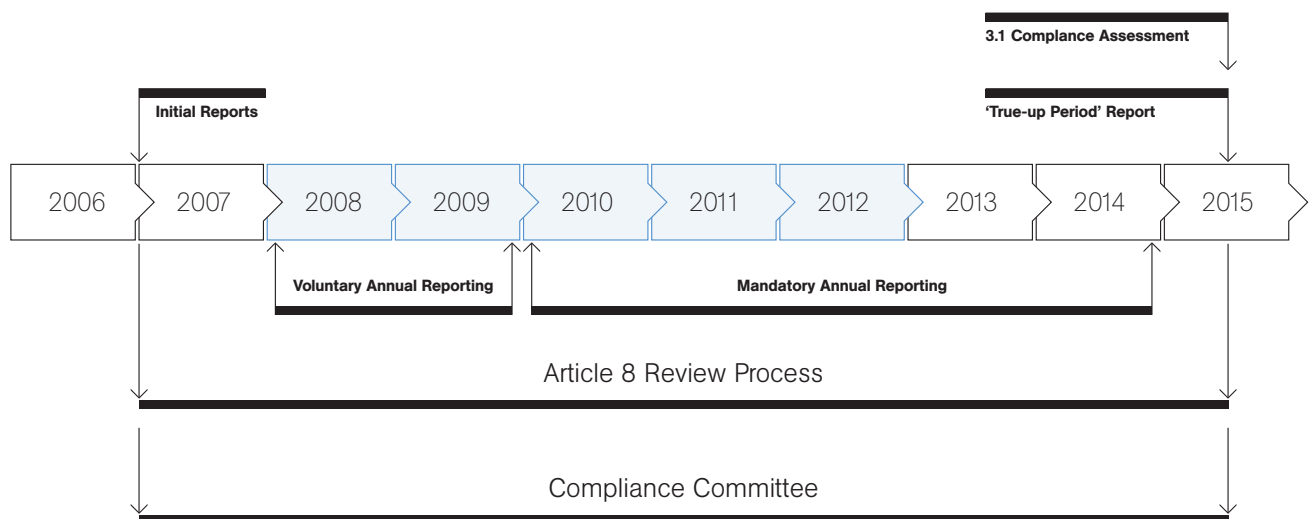 3.1 Complance Assessment
Initial Reports
‘True-up Period’ Report
2006 2007 2008 2009 2010 2011 2012 2013 2014 2015
Voluntary Annual Reporting
Mandatory Annual Reporting
Article 8 Review Process
Compliance Committee